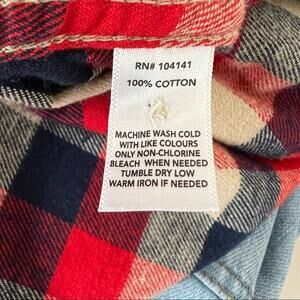 RN# 104141
100% COTTON
MACHINE WASH COLD
WITH LIKE COLOURS
ONLY NON-CHLORINE
BLEACH WHEN NEEDED
TUMBLE DRY LOW
WARM IRON IF NEEDED